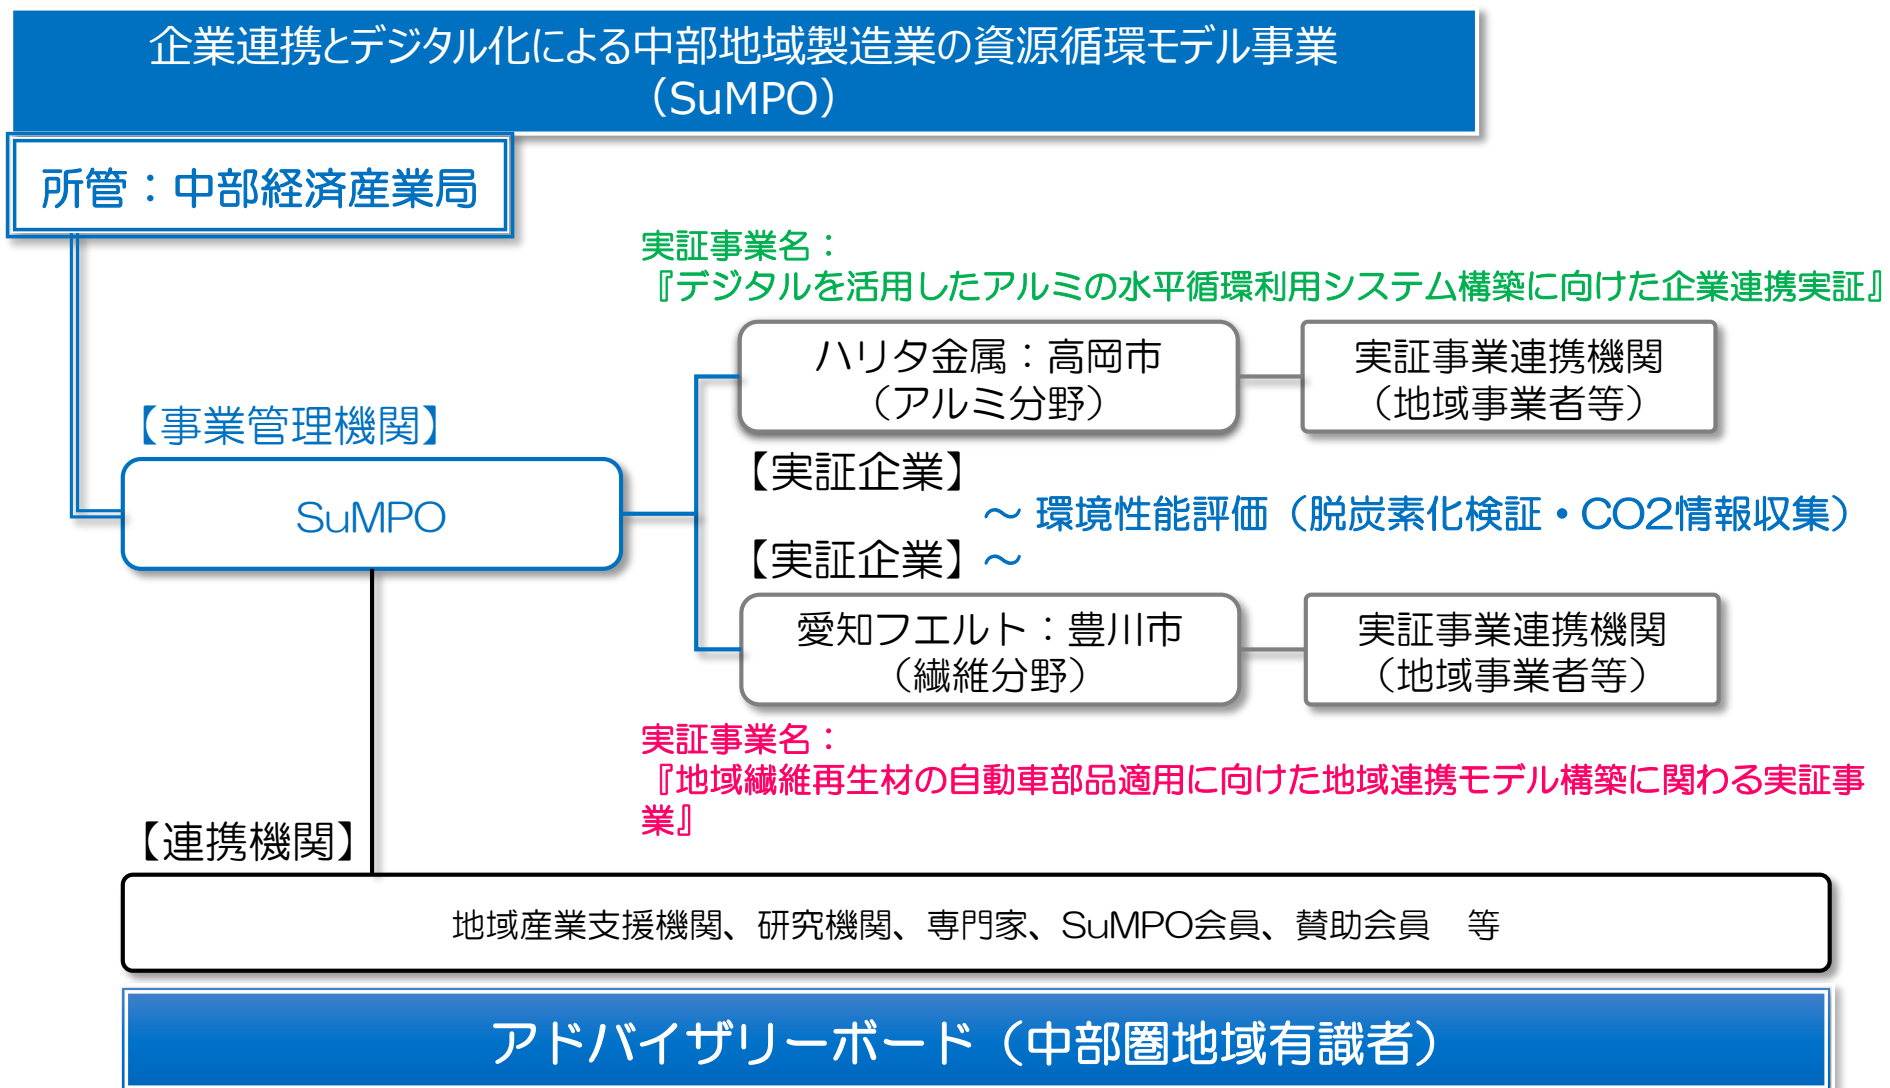 企業連携とデジタル化による中部地域製造業の資源循環モデル事業
（SuMPO）
所管：中部経済産業局
実証事業名：
『デジタルを活用したアルミの水平循環利用システム構築に向けた企業連携実証』
ハリタ金属：高岡市
（アルミ分野）
実証事業連携機関
（地域事業者等）
【事業管理機関】
SuMPO
【実証企業】
～ 環境性能評価（脱炭素化検証・CO2情報収集）
【実証企業】～
愛知フエルト：豊川市
（繊維分野）
実証事業連携機関
（地域事業者等）
実証事業名：
『地域繊維再生材の自動車部品適用に向けた地域連携モデル構築に関わる実証事
業』
【連携機関】
地域産業支援機関、研究機関、専門家、SuMPO会員、賛助会員　等
アドバイザリーボード（中部圏地域有識者）